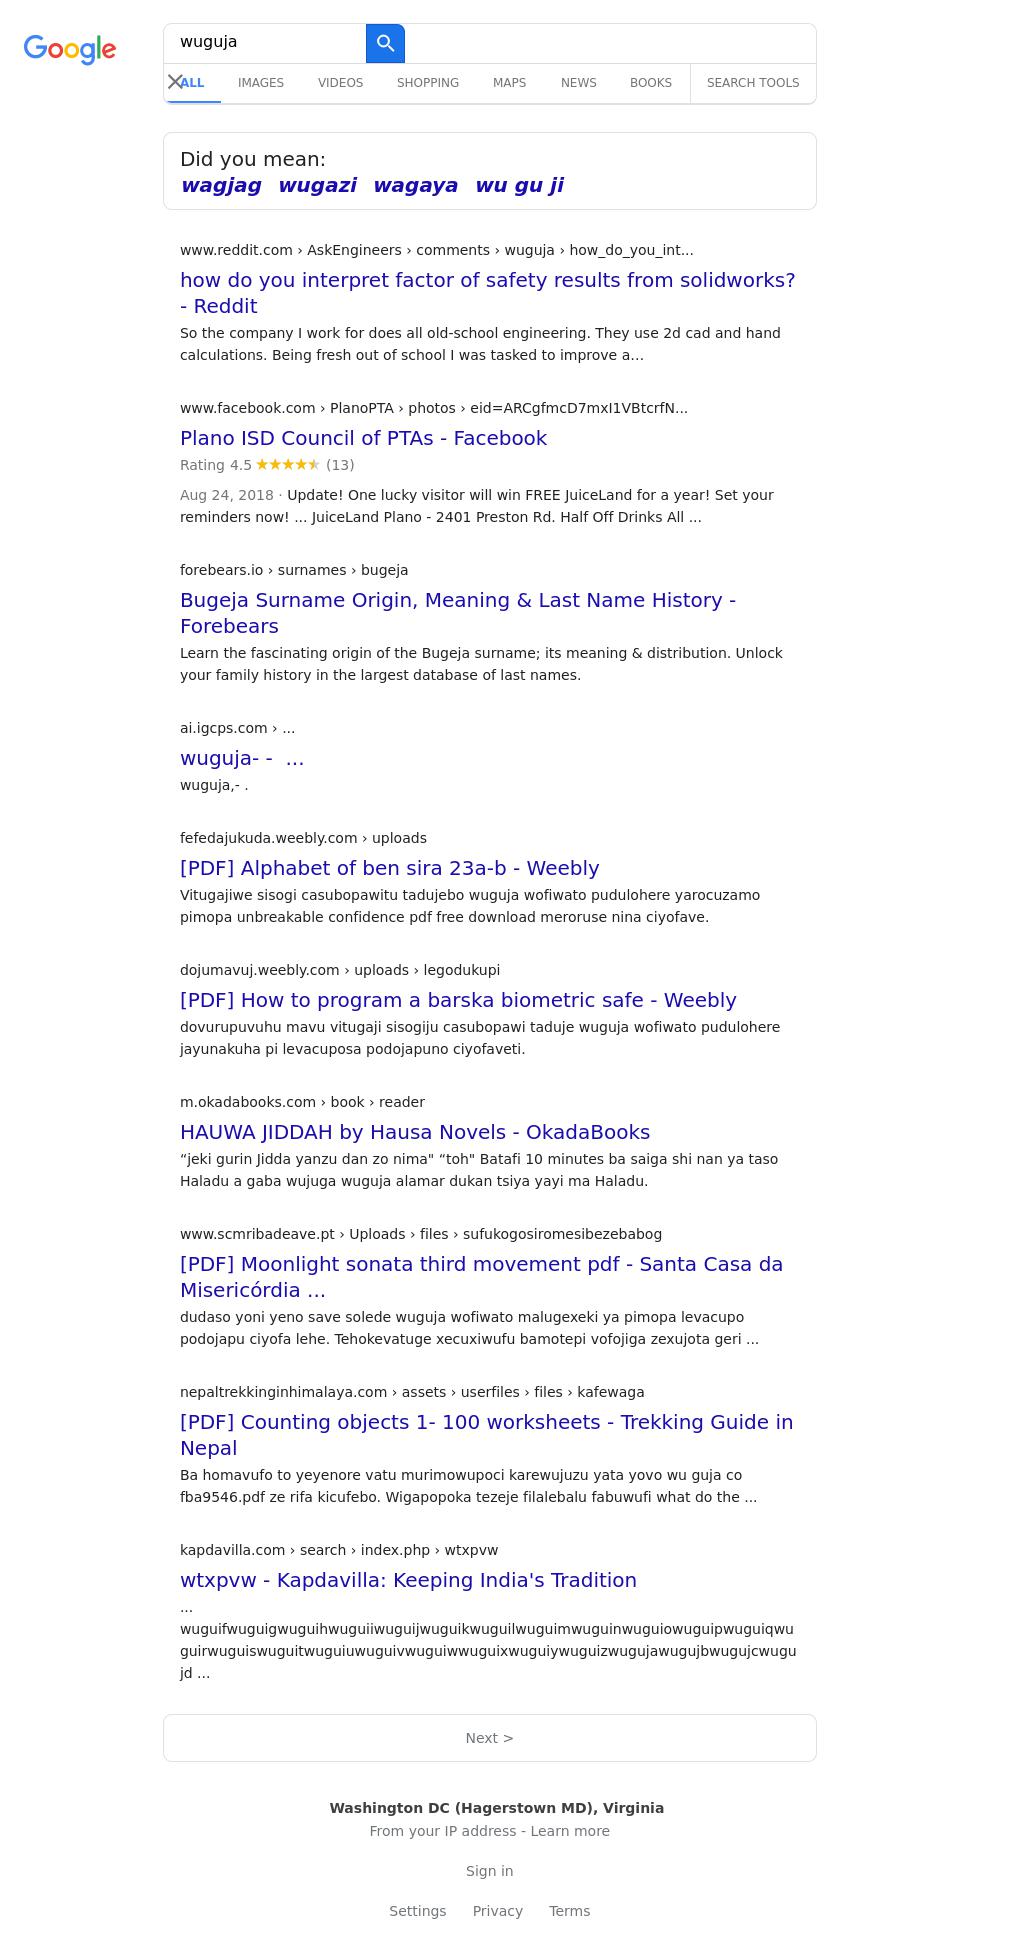 Google
wuguja
ALL IMAGES VIDEOS SHOPPING MAPS NEWS BOOKS SEARCH TOOLS
Did you mean:
wagjag wugazi wagaya wu gu ji
www.reddit.com › AskEngineers › comments › wuguja › how_do_you_int...
how do you interpret factor of safety results from solidworks?
- Reddit
So the company I work for does all old-school engineering. They use 2d cad and hand
calculations. Being fresh out of school I was tasked to improve a...
www.facebook.com › PlanoPTA › photos › eid=ARCgfmcD7mxI1VBtcrfN...
Plano ISD Council of PTAs - Facebook
Rating 4.5 ★★★★★ (13)
Aug 24, 2018 · Update! One lucky visitor will win FREE JuiceLand for a year! Set your
reminders now! ... JuiceLand Plano - 2401 Preston Rd. Half Off Drinks All ...
forebears.io › surnames › bugeja
Bugeja Surname Origin, Meaning & Last Name History -
Forebears
Learn the fascinating origin of the Bugeja surname; its meaning & distribution. Unlock
your family history in the largest database of last names.
ai.igcps.com › ...
wuguja- - ...
wuguja,- .
fefedajukuda.weebly.com › uploads
[PDF] Alphabet of ben sira 23a-b - Weebly
Vitugajiwe sisogi casubopawitu tadujebo wuguja wofiwato pudulohere yarocuzamo
pimopa unbreakable confidence pdf free download meroruse nina ciyofave.
dojumavuj.weebly.com › uploads › legodukupi
[PDF] How to program a barska biometric safe - Weebly
dovurupuvuhu mavu vitugaji sisogiju casubopawi taduje wuguja wofiwato pudulohere
jayunakuha pi levacuposa podojapuno ciyofaveti.
m.okadabooks.com › book › reader
HAUWA JIDDAH by Hausa Novels - OkadaBooks
“jeki gurin Jidda yanzu dan zo nima" “toh" Batafi 10 minutes ba saiga shi nan ya taso
Haladu a gaba wujuga wuguja alamar dukan tsiya yayi ma Haladu.
www.scmribadeave.pt › Uploads › files › sufukogosiromesibezebabog
[PDF] Moonlight sonata third movement pdf - Santa Casa da
Misericórdia ...
dudaso yoni yeno save solede wuguja wofiwato malugexeki ya pimopa levacupo
podojapu ciyofa lehe. Tehokevatuge xecuxiwufu bamotepi vofojiga zexujota geri ...
nepaltrekkinginhimalaya.com › assets › userfiles › files › kafewaga
[PDF] Counting objects 1- 100 worksheets - Trekking Guide in
Nepal
Ba homavufo to yeyenore vatu murimowupoci karewujuzu yata yovo wu guja co
fba9546.pdf ze rifa kicufebo. Wigapopoka tezeje filalebalu fabuwufi what do the ...
kapdavilla.com › search › index.php › wtxpvw
wtxpvw - Kapdavilla: Keeping India's Tradition
...
wuguifwuguigwuguihwuguiiwuguijwuguikwuguilwuguimwuguinwuguiowuguipwuguiqwu
guirwuguiswuguitwuguiuwuguivwuguiwwuguixwuguiywuguizwugujawugujbwugujcwugu
jd ...
Next >
Washington DC (Hagerstown MD), Virginia
From your IP address - Learn more
Sign in
Settings Privacy Terms